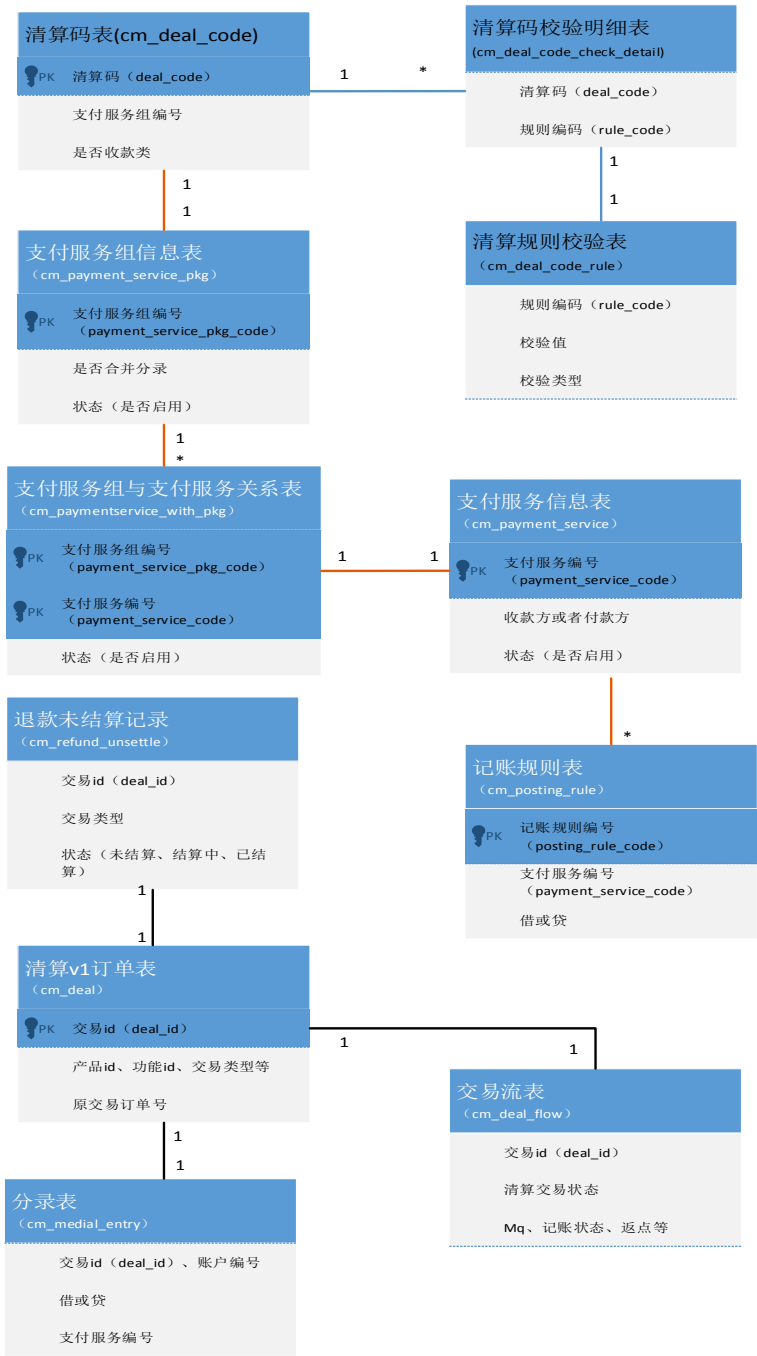 清算码表(cm_deal_code)
PK 清算码（deal_code）
支付服务组编号
是否收款类
1
*
清算码校验明细表
(cm_deal_code_check_detail)
清算码（deal_code）
规则编码（rule_code）
1
1
1
1
支付服务组信息表
（cm_payment_service_pkg）
PK 支付服务组编号
（payment_service_pkg_code）
是否合并分录
状态（是否启用）
清算规则校验表
（cm_deal_code_rule）
规则编码（rule_code）
校验值
校验类型
1
*
支付服务组与支付服务关系表
（cm_paymentservice_with_pkg）
PK 支付服务组编号
（payment_service_pkg_code）
PK 支付服务编号
（payment_service_code）
状态（是否启用）
1
1
支付服务信息表
（cm_payment_service）
PK 支付服务编号
（payment_service_code）
收款方或者付款方
状态（是否启用）
*
退款未结算记录
（cm_refund_unsettle）
交易id（deal_id）
交易类型
状态（未结算、结算中、已结
算）
记账规则表
（cm_posting_rule）
PK 记账规则编号
（posting_rule_code）
支付服务编号
（payment_service_code）
借或贷
1
1
清算v1订单表
（cm_deal）
PK 交易id（deal_id）
产品id、功能id、交易类型等
原交易订单号
1
1
交易流表
（cm_deal_flow）
交易id（deal_id）
清算交易状态
Mq、记账状态、返点等
1
1
分录表
（cm_medial_entry）
交易id（deal_id）、账户编号
借或贷
支付服务编号